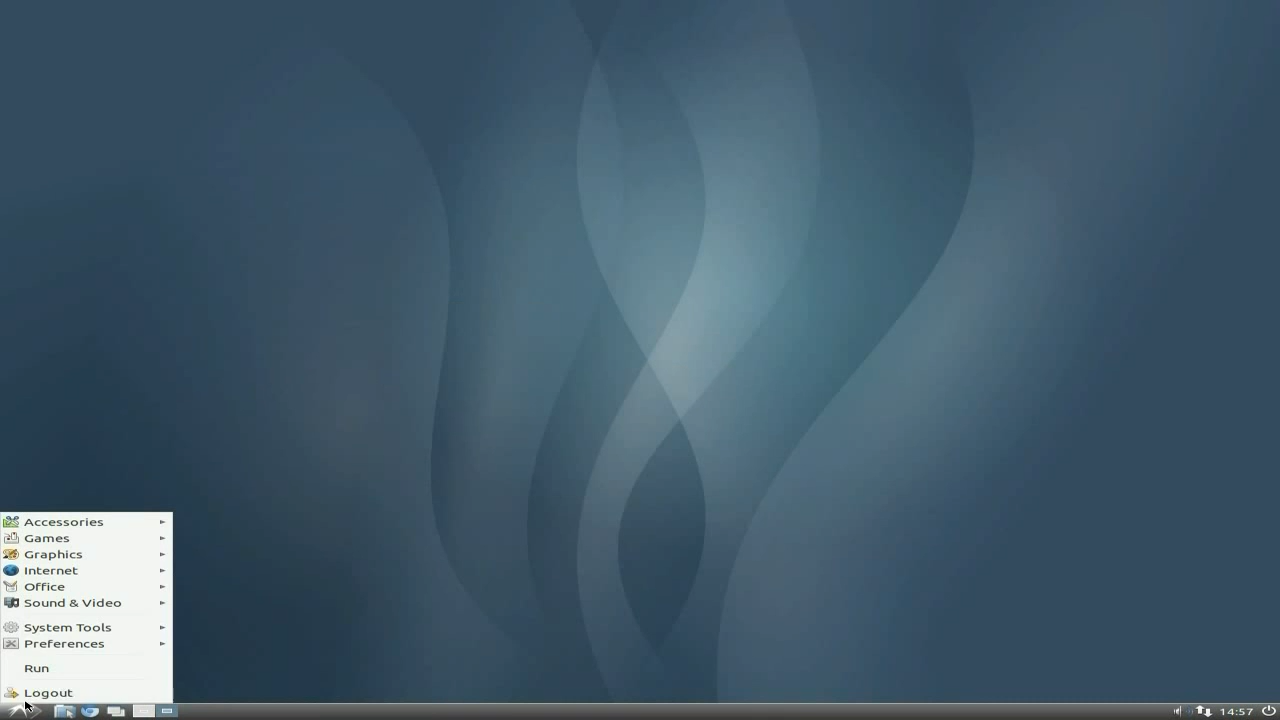 Accessories
Games
Graphics
Internet
Office
Sound & Video
System Tools
Preferences
Run
Logout
14:57